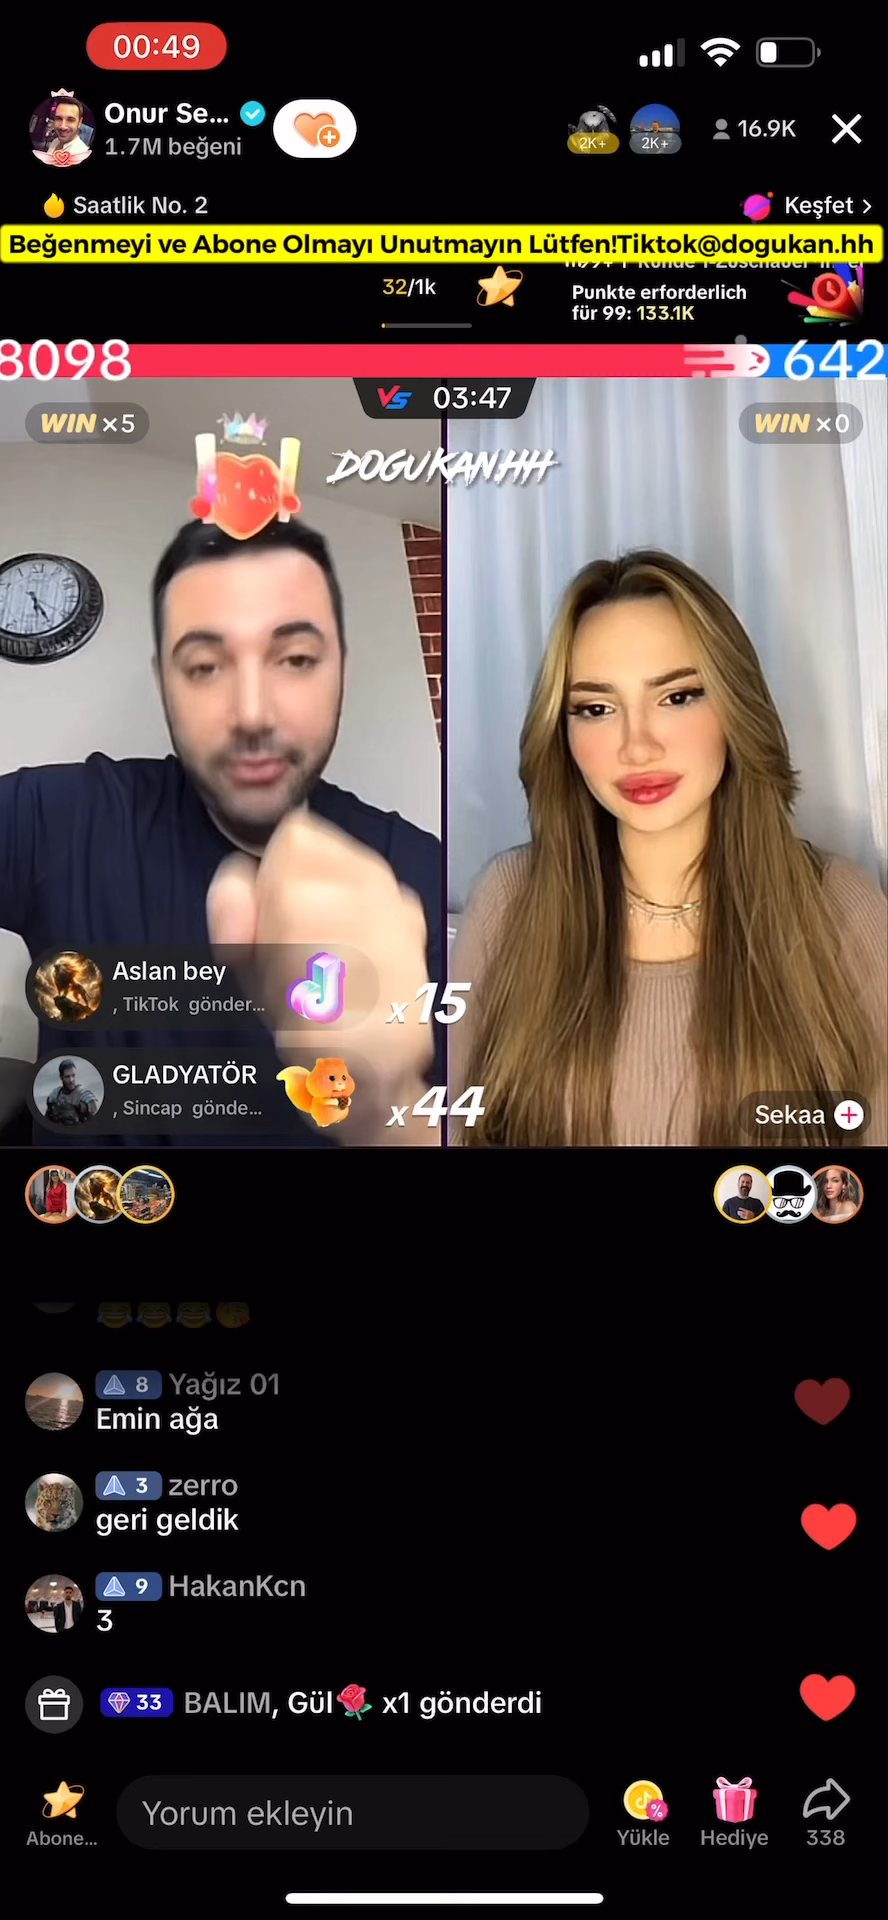 00:49
Onur Se...
1.7M beğeni
2K+
2K+
16.9K
Saatlik No. 2
Keşfet
Beğenmeyi ve Abone Olmayı Unutmayın Lütfen!Tiktok@dogukan.hh
32/1k
Punkte erforderlich
für 99: 133.1K
8098
642
VS 03:47
WIN x5
WIN x0
DOGUKAN.HH
Aslan bey
, TikTok gönder...
x15
GLADYATÖR
, Sincap gönde...
x44
Sekaa
8 Yağız 01
Emin ağa
3 zerro
geri geldik
9 HakanKcn
3
33 BALIM, Gül x1 gönderdi
Abone...
Yorum ekleyin
Yükle
Hediye
338